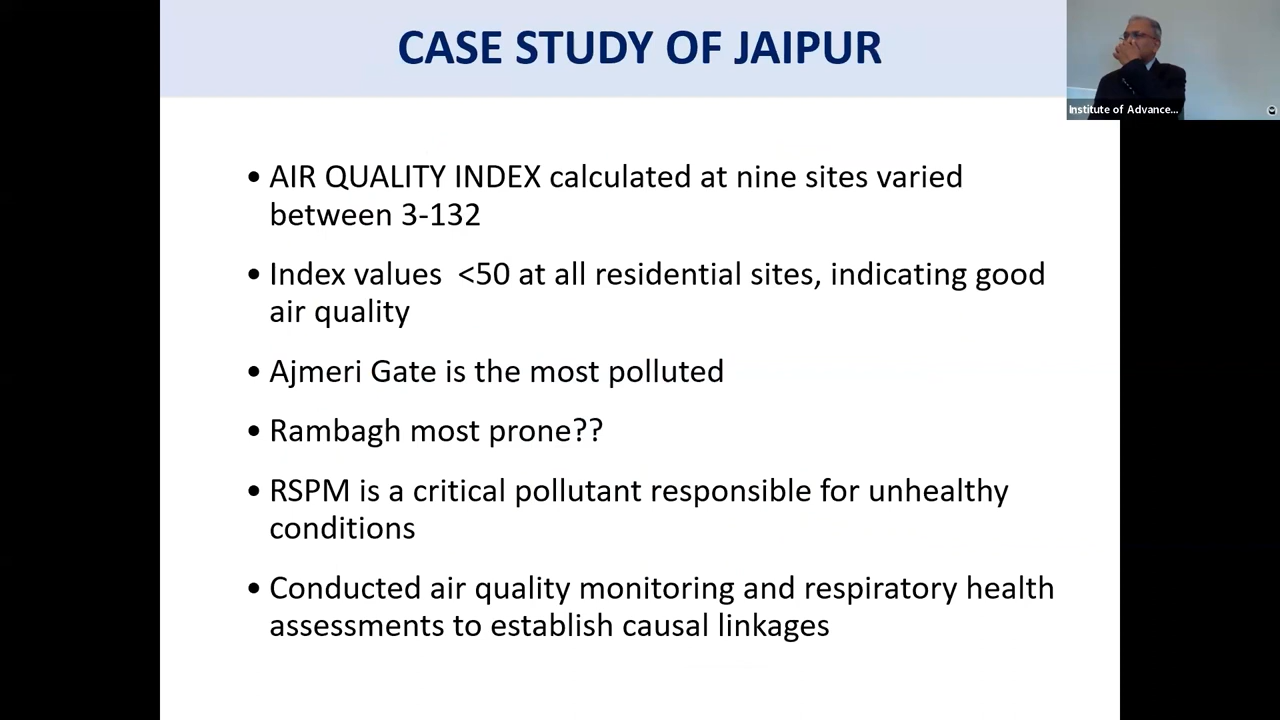 CASE STUDY OF JAIPUR
Institute of Advance...
• AIR QUALITY INDEX calculated at nine sites varied
between 3-132
• Index values <50 at all residential sites, indicating good
air quality
• Ajmeri Gate is the most polluted
• Rambagh most prone??
• RSPM is a critical pollutant responsible for unhealthy
conditions
• Conducted air quality monitoring and respiratory health
assessments to establish causal linkages